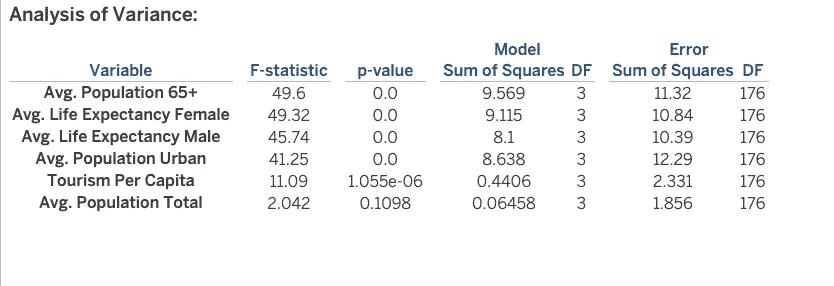 Analysis of Variance:
Model Error
Variable F-statistic p-value Sum of Squares DF Sum of Squares DF
Avg. Population 65+ 49.6 0.0 9.569 3 11.32 176
Avg. Life Expectancy Female 49.32 0.0 9.115 3 10.84 176
Avg. Life Expectancy Male 45.74 0.0 8.1 3 10.39 176
Avg. Population Urban 41.25 0.0 8.638 3 12.29 176
Tourism Per Capita 11.09 1.055e-06 0.4406 3 2.331 176
Avg. Population Total 2.042 0.1098 0.06458 3 1.856 176